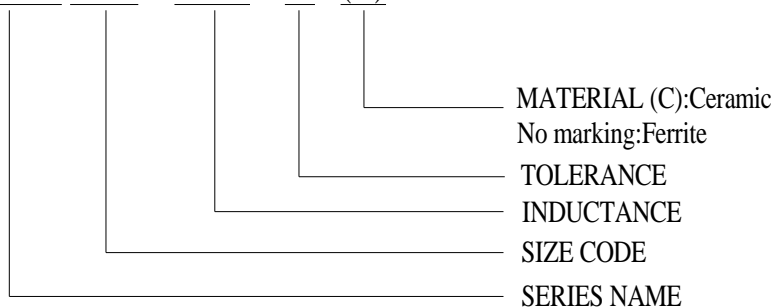 MATERIAL (C):Ceramic
No marking:Ferrite
TOLERANCE
INDUCTANCE
SIZE CODE
SERIES NAME